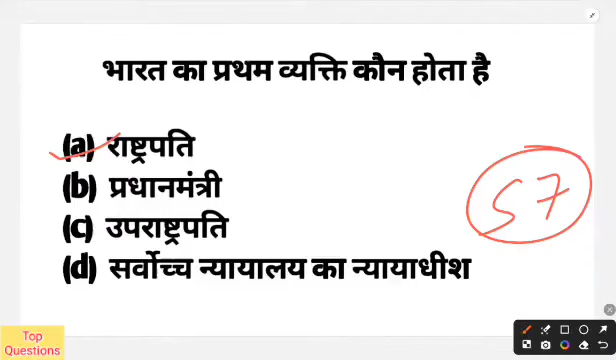 भारत का प्रथम व्यक्ति कौन होता है
(a) राष्ट्रपति
(b) प्रधानमंत्री
(c) उपराष्ट्रपति
(d) सर्वोच्च न्यायालय का न्यायाधीश
57
Top
Questions